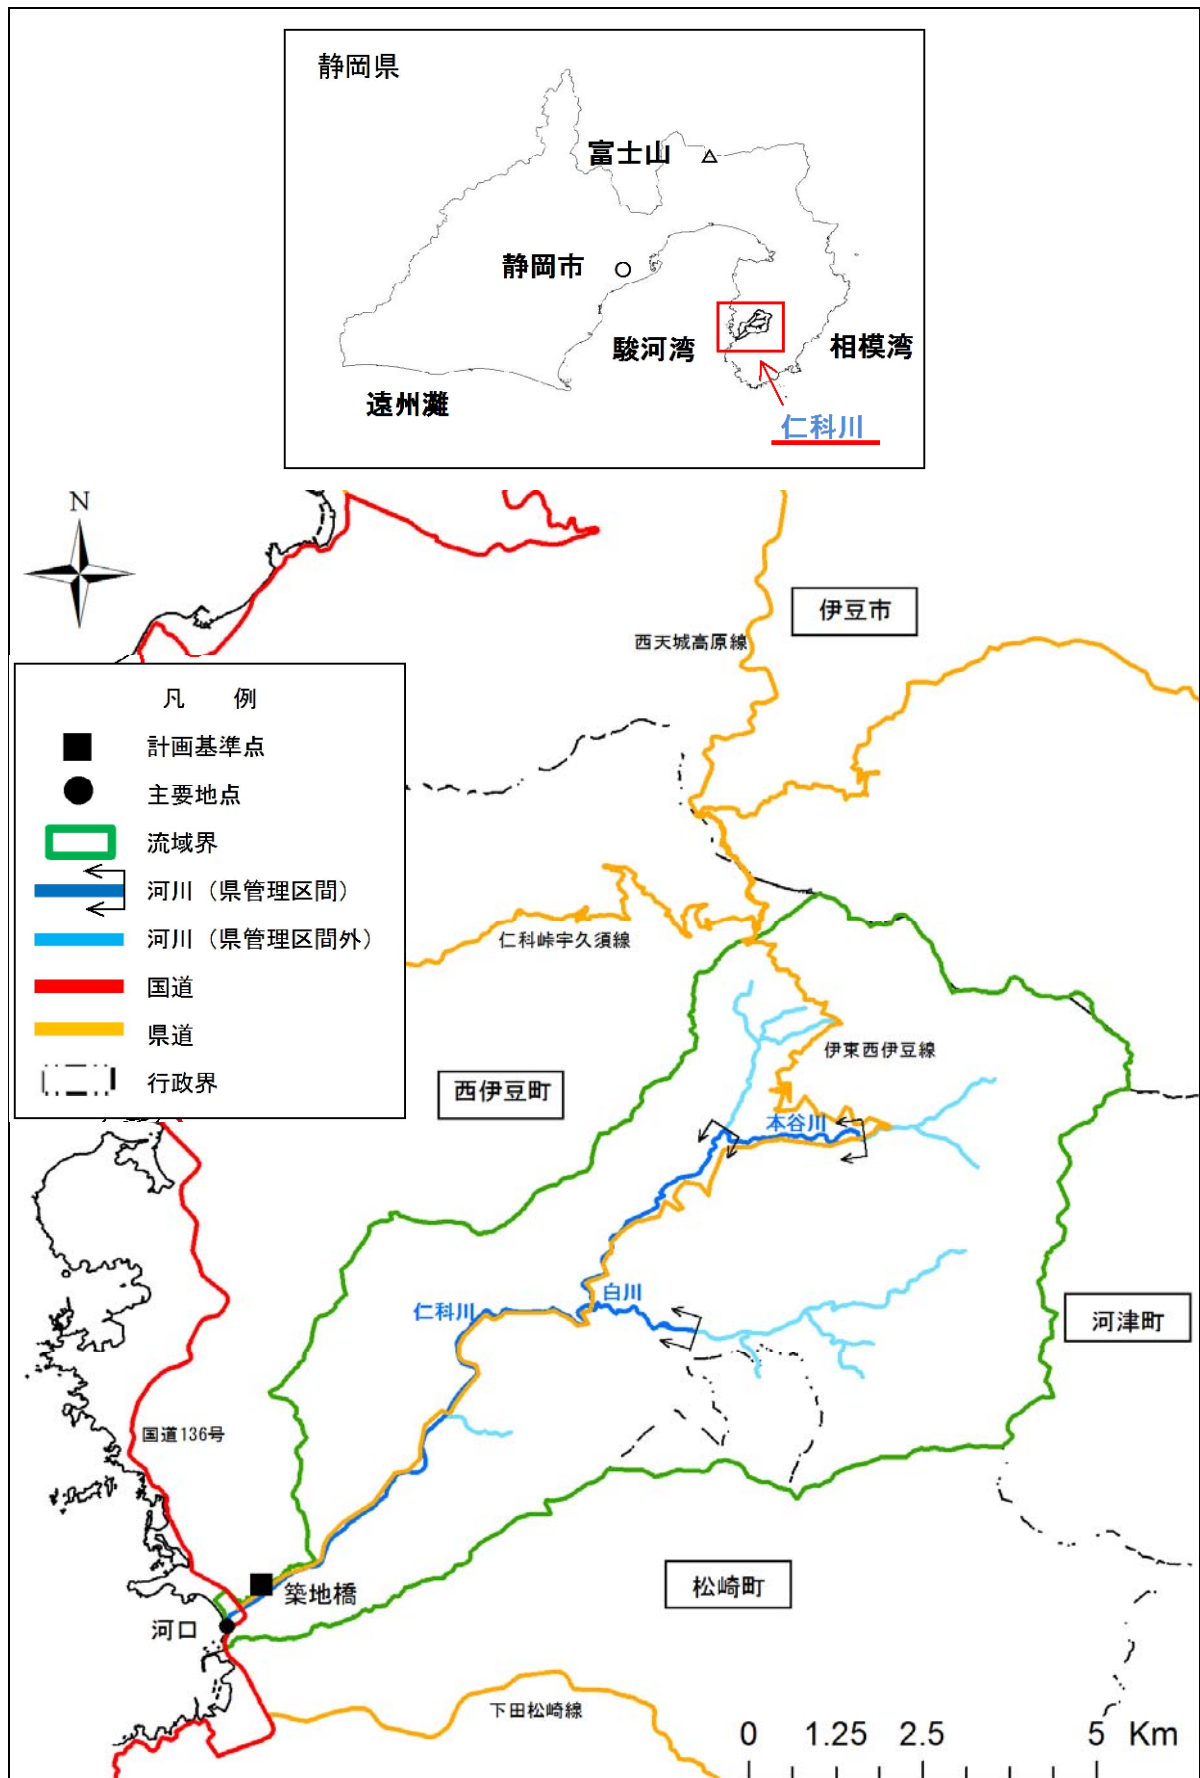 静岡県
富士山
静岡市
駿河湾
相模湾
遠州灘
仁科川
N
伊豆市
西天城高原線
凡 例
計画基準点
主要地点
流域界
河川（県管理区間）
河川（県管理区間外）
国道
県道
行政界
仁科峠宇久須線
伊東西伊豆線
西伊豆町
本谷川
白川
仁科川
河津町
国道136号
築地橋
松崎町
河口
下田松崎線
0 1.25 2.5 5 Km